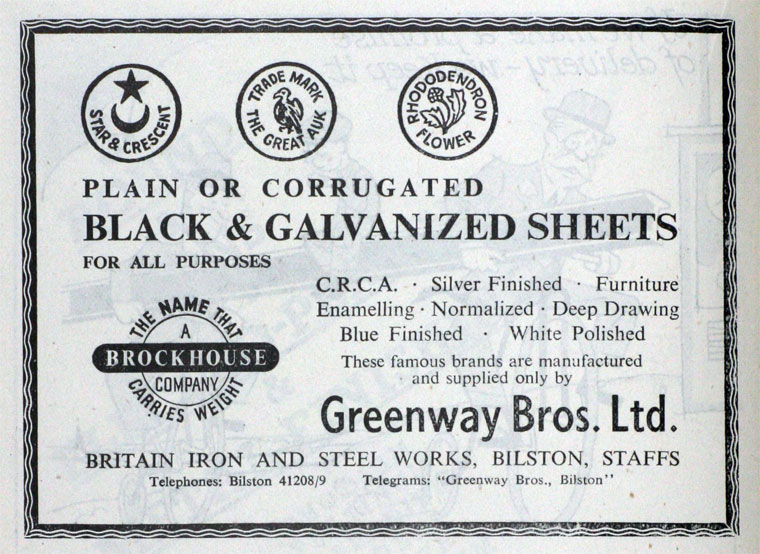 STAR & CRESCENT
TRADE MARK
THE GREAT AUK
RHODODENDRON
FLOWER
PLAIN OR CORRUGATED
BLACK & GALVANIZED SHEETS
FOR ALL PURPOSES
C.R.C.A. · Silver Finished · Furniture
Enamelling · Normalized · Deep Drawing
Blue Finished · White Polished
THE NAME THAT
A
BROCKHOUSE
COMPANY
CARRIES WEIGHT
These famous brands are manufactured
and supplied only by
Greenway Bros. Ltd.
BRITAIN IRON AND STEEL WORKS, BILSTON, STAFFS
Telephones: Bilston 41208/9 Telegrams: "Greenway Bros., Bilston"